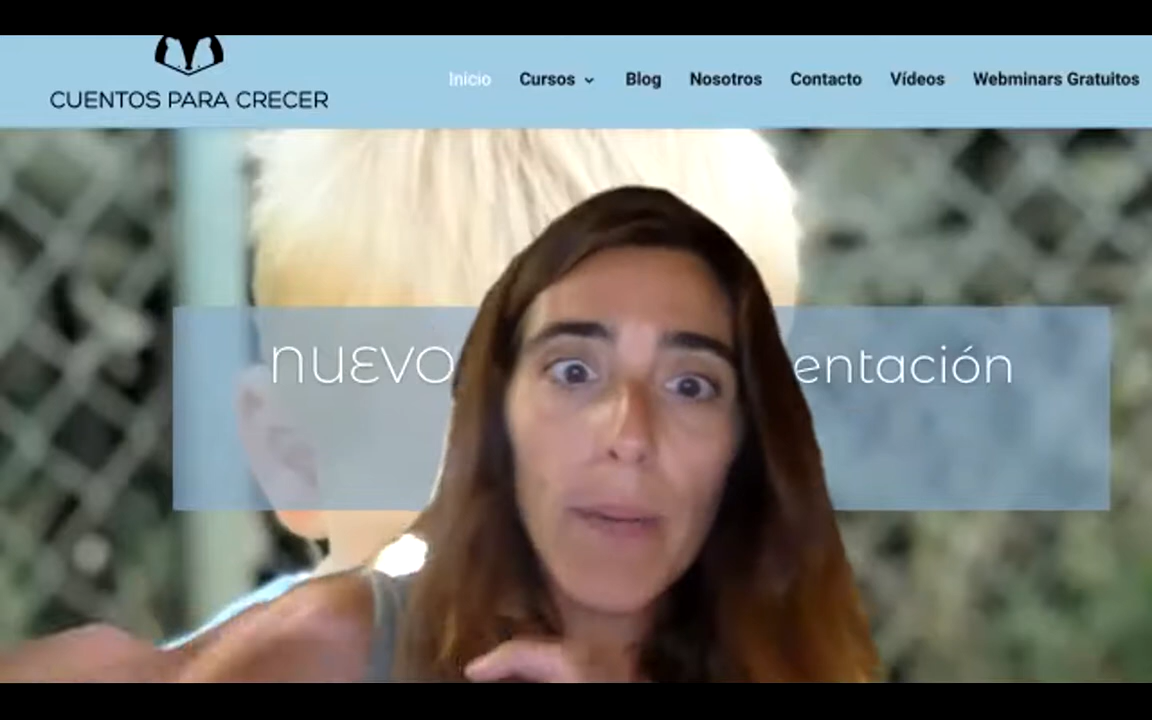 CUENTOS PARA CRECER
Inicio Cursos Blog Nosotros Contacto Vídeos Webminars Gratuitos
nuevo entación